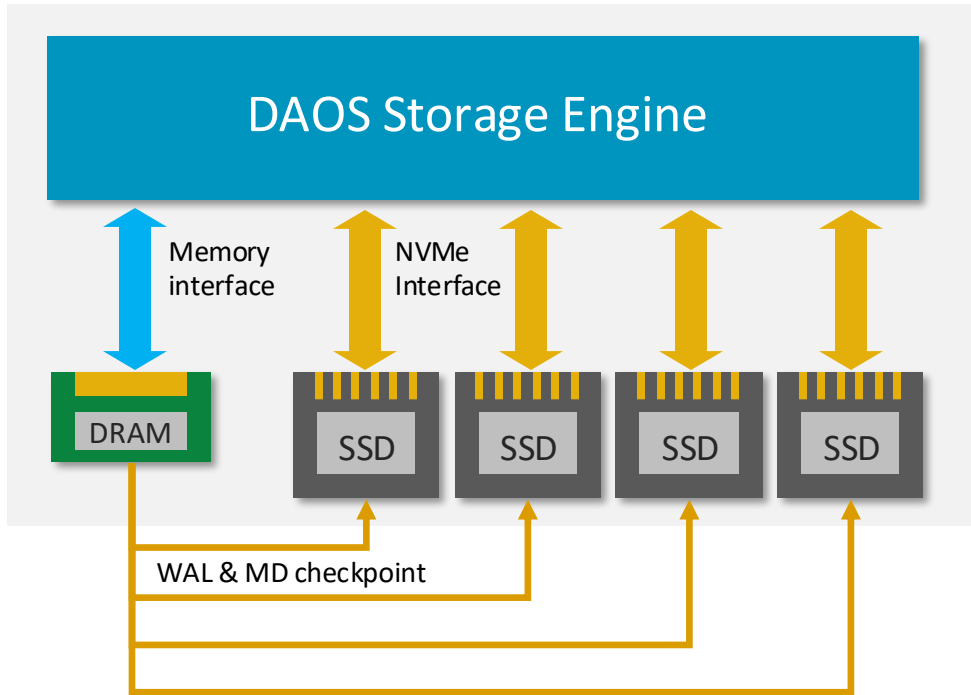 DAOS Storage Engine
Memory
interface
NVMe
Interface
DRAM
SSD
SSD
SSD
SSD
WAL & MD checkpoint